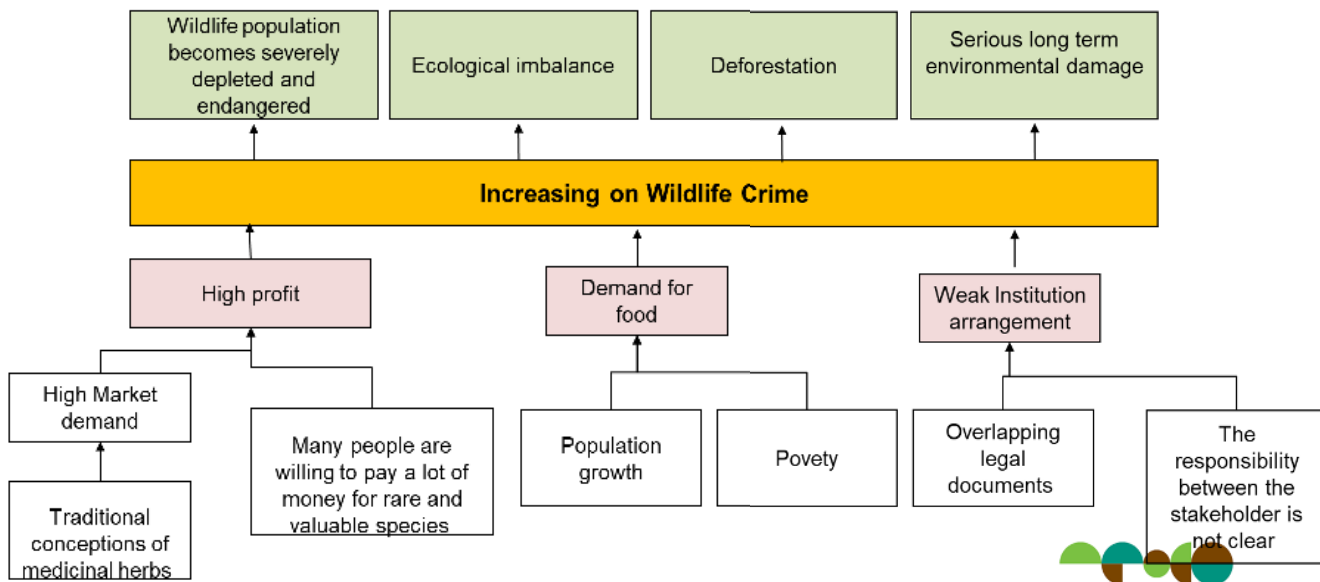 Wildlife population
becomes severely
depleted and
endangered
Ecological imbalance
Deforestation
Serious long term
environmental damage
Increasing on Wildlife Crime
High profit
Demand for
food
Weak Institution
arrangement
High Market
demand
Many people are
willing to pay a lot of
money for rare and
valuable species
Population
growth
Povety
Overlapping
legal
documents
The
responsibility
between the
stakeholder is
not clear
Traditional
conceptions of
medicinal herbs